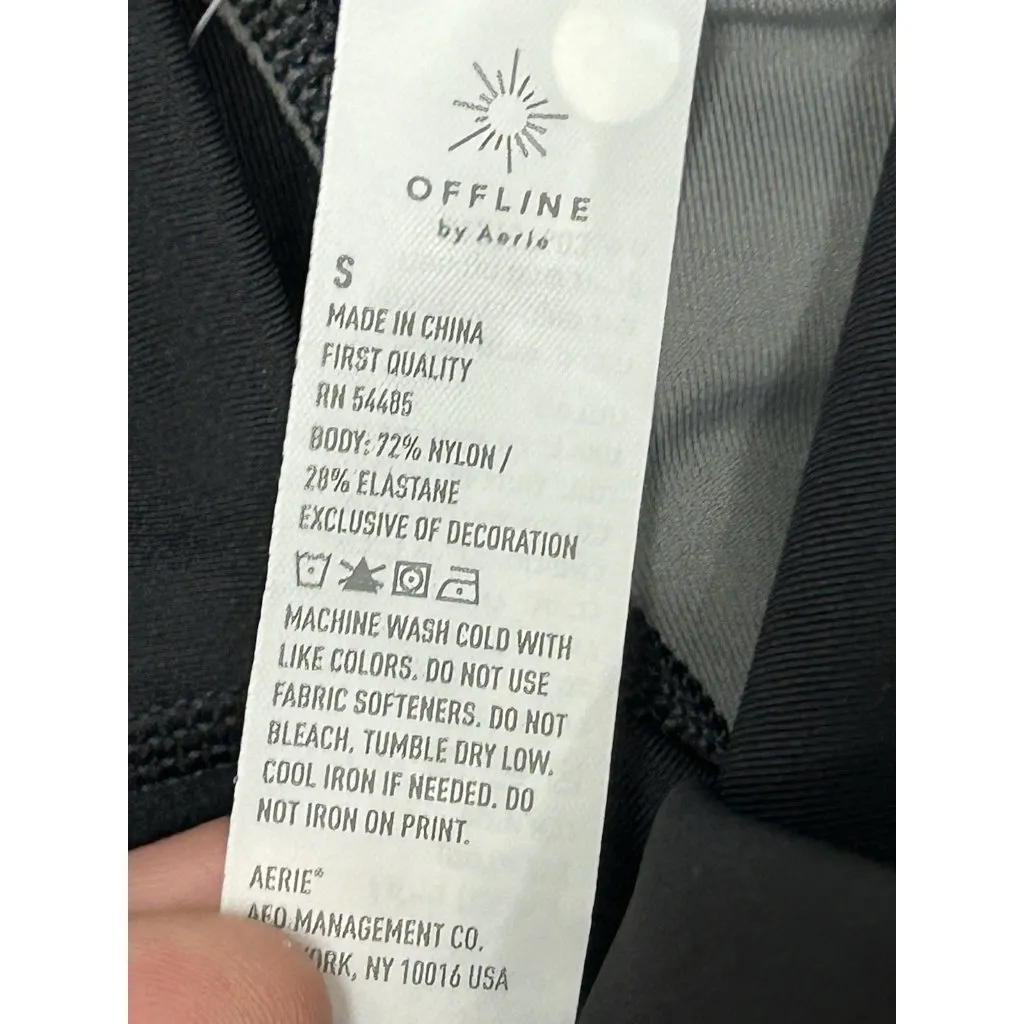 OFFLINE
by Aerie
S
MADE IN CHINA
FIRST QUALITY
RN 54485
BODY: 72% NYLON /
28% ELASTANE
EXCLUSIVE OF DECORATION
MACHINE WASH COLD WITH
LIKE COLORS. DO NOT USE
FABRIC SOFTENERS. DO NOT
BLEACH. TUMBLE DRY LOW.
COOL IRON IF NEEDED. DO
NOT IRON ON PRINT.
AERIE®
AEO MANAGEMENT CO.
ORK, NY 10016 USA